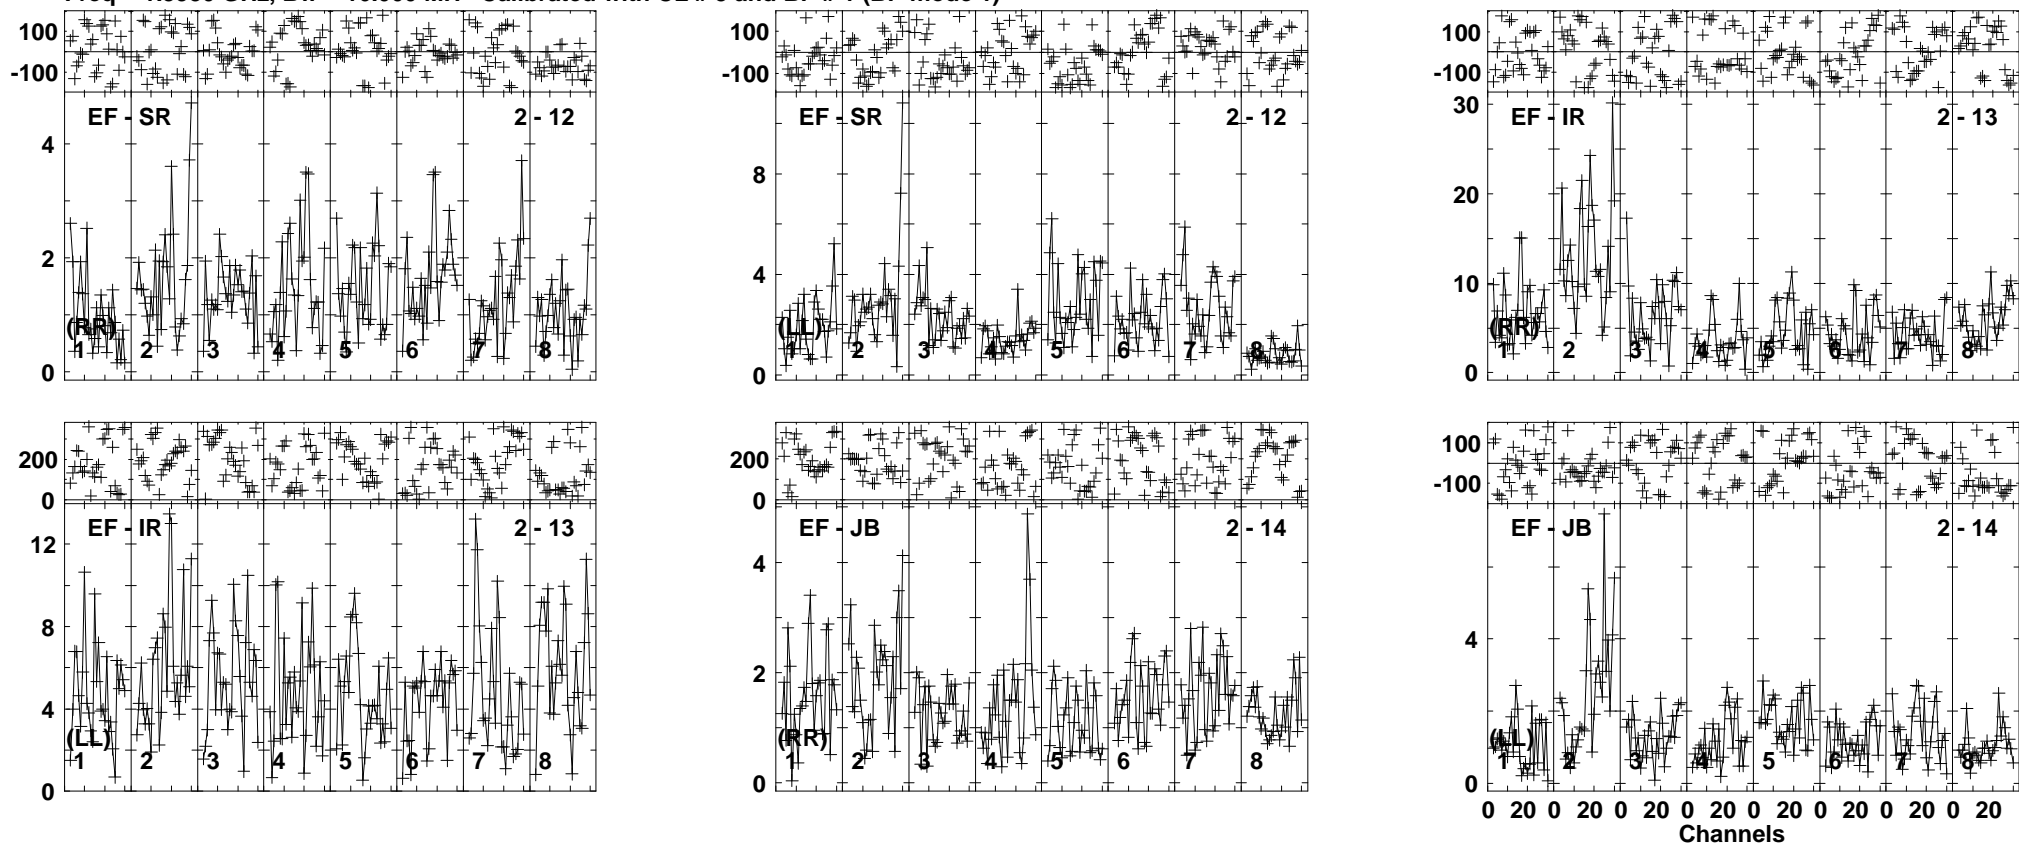 100
-100
EF - SR 2 - 12
4
2
0
(RR)
1 2 3 4 5 6 7 8
100
-100
EF - SR 2 - 12
8
4
0
(LL)
1 2 3 4 5 6 7 8
100
-100
EF - IR 2 - 13
30
20
10
0
(RR)
1 2 3 4 5 6 7 8
200
0
EF - IR 2 - 13
12
8
4
0
(LL)
1 2 3 4 5 6 7 8
200
0
EF - JB 2 - 14
4
2
0
(RR)
1 2 3 4 5 6 7 8
100
-100
EF - JB 2 - 14
4
0
(LL)
1 2 3 4 5 6 7 8
0 20 0 20 0 20 0 20 0 20 0 20 0 20 0 20
Channels